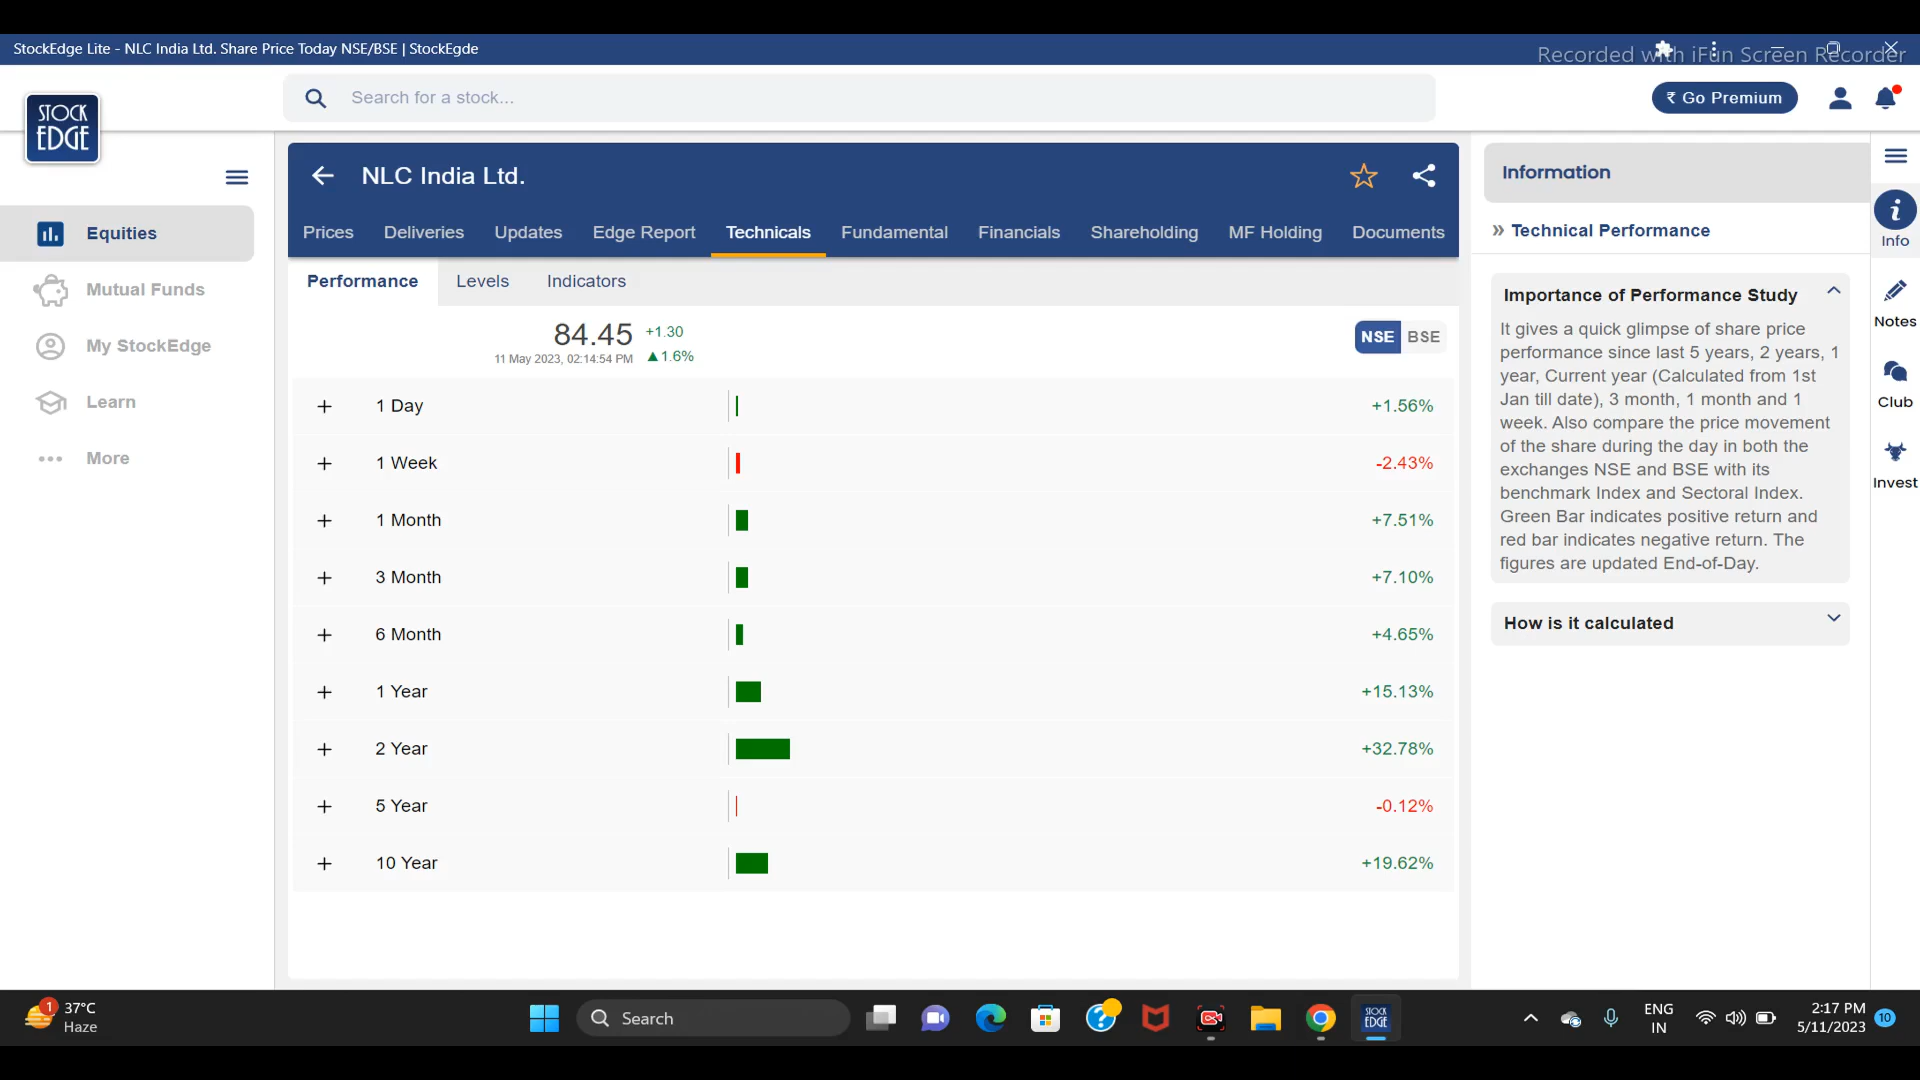 StockEdge Lite - NLC India Ltd. Share Price Today NSE/BSE | StockEgde
Recorded with iFun Screen Recorder
STOCK
EDGE
Search for a stock...
₹ Go Premium
NLC India Ltd.
Prices Deliveries Updates Edge Report Technicals Fundamental Financials Shareholding MF Holding Documents
Performance Levels Indicators
84.45 +1.30
11 May 2023, 02:14:54 PM ▲1.6%
NSE BSE
+ 1 Day +1.56%
+ 1 Week -2.43%
+ 1 Month +7.51%
+ 3 Month +7.10%
+ 6 Month +4.65%
+ 1 Year +15.13%
+ 2 Year +32.78%
+ 5 Year -0.12%
+ 10 Year +19.62%
Equities
Mutual Funds
My StockEdge
Learn
More
Information
» Technical Performance
Importance of Performance Study
It gives a quick glimpse of share price
performance since last 5 years, 2 years, 1
year, Current year (Calculated from 1st
Jan till date), 3 month, 1 month and 1
week. Also compare the price movement
of the share during the day in both the
exchanges NSE and BSE with its
benchmark Index and Sectoral Index.
Green Bar indicates positive return and
red bar indicates negative return. The
figures are updated End-of-Day.
How is it calculated
Info
Notes
Club
Invest
1
37°C
Haze
Search
STOCK
EDGE
ENG
IN
2:17 PM
5/11/2023
10